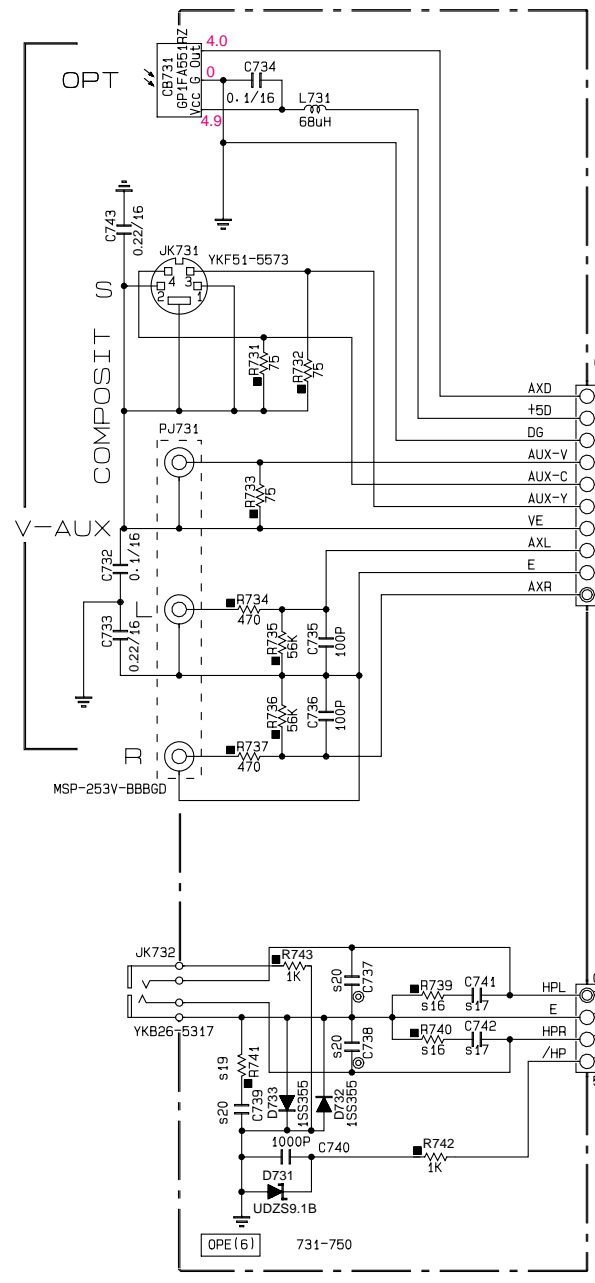 4.0
OPT
CB731
GP1FA551RZ
Vcc G Out
0
C734
0.1/16
L731
68uH
4.9
C743
0.22/16
JK731
YKF51-5573
S
4 3
2 1
R731
75
R732
75
COMPOSIT
AXD
+5D
DG
PJ731
AUX-V
AUX-C
R733
75
AUX-Y
V-AUX
VE
C732
0.1/16
AXL
E
AXR
L
R734
470
C733
0.22/16
R735
56K
C735
100P
R736
56K
C736
100P
R
R737
470
MSP-253V-BBBGD
JK732
R743
1K
s20
C737
R739
s16
C741
s17
HPL
E
YKB26-5317
R740
s16
C742
s17
HPR
s20
C738
/HP
s19
R741
s20
C739
D733
1SS355
D732
1SS355
1000P
C740
R742
1K
D731
UDZS9.1B
OPE(6)
731-750